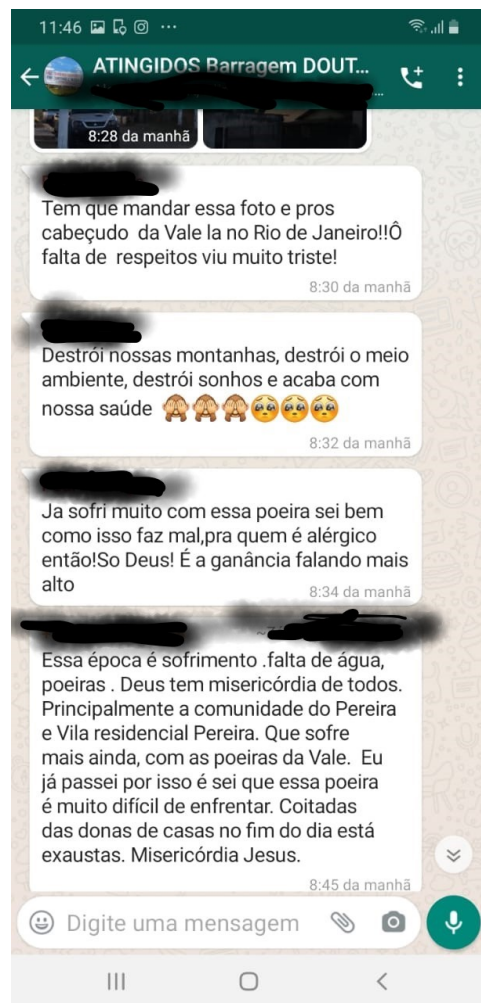 11:46
ATINGIDOS Barragem DOUT...
8:28 da manhã
Tem que mandar essa foto e pros
cabeçudo da Vale la no Rio de Janeiro!!Ô
falta de respeitos viu muito triste!
8:30 da manhã
Destrói nossas montanhas, destrói o meio
ambiente, destrói sonhos e acaba com
nossa saúde 🙈🙈🙈🥺🥺🥺
8:32 da manhã
Ja sofri muito com essa poeira sei bem
como isso faz mal,pra quem é alérgico
então!So Deus! É a ganância falando mais
alto
8:34 da manhã
Essa época é sofrimento .falta de água,
poeiras . Deus tem misericórdia de todos.
Principalmente a comunidade do Pereira
e Vila residencial Pereira. Que sofre
mais ainda, com as poeiras da Vale. Eu
já passei por isso é sei que essa poeira
é muito difícil de enfrentar. Coitadas
das donas de casas no fim do dia está
exaustas. Misericórdia Jesus.
8:45 da manhã
Digite uma mensagem